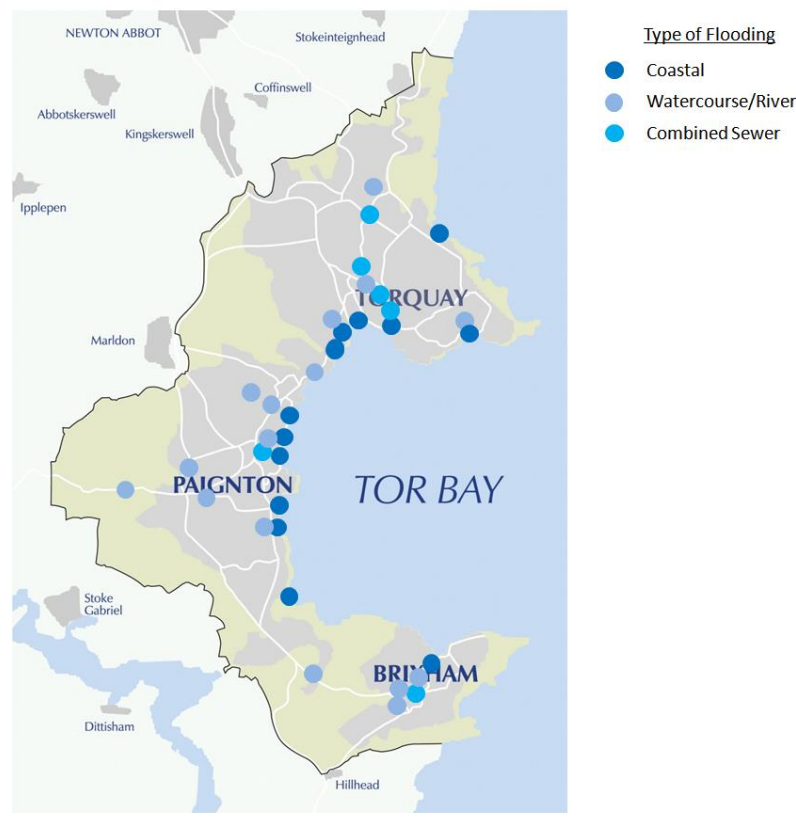 NEWTON ABBOT
Stokeinteignhead
Type of Flooding
Coastal
Watercourse/River
Combined Sewer
Coffinswell
Abbotskerswell
Kingskerswell
Ipplepen
TORQUAY
Marldon
PAIGNTON
TOR BAY
Stoke
Gabriel
BRIXHAM
Dittisham
Hillhead